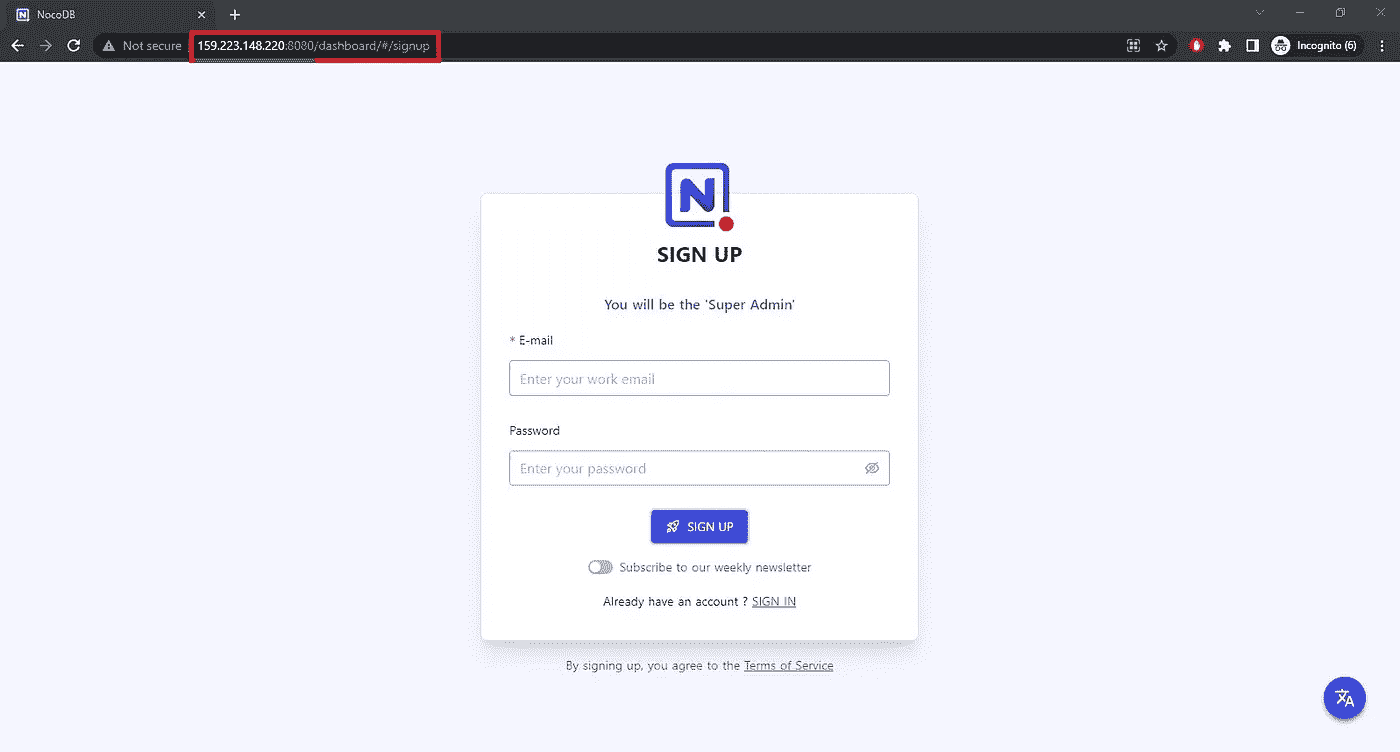 NocoDB
Not secure 159.223.148.220:8080/dashboard/#/signup Incognito (6)
N
SIGN UP
You will be the 'Super Admin'
* E-mail
Enter your work email
Password
Enter your password
SIGN UP
Subscribe to our weekly newsletter
Already have an account ? SIGN IN
By signing up, you agree to the Terms of Service